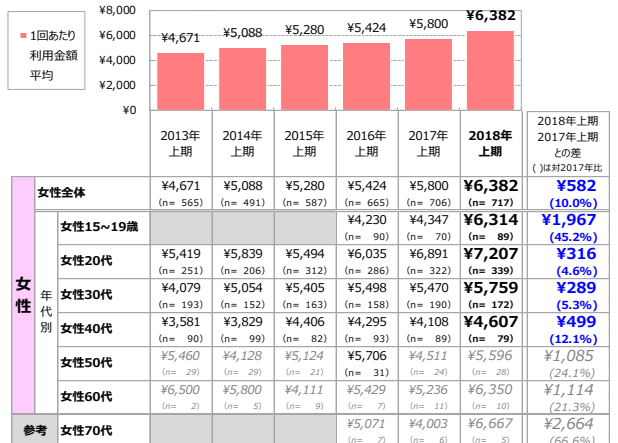 ¥8,000
¥6,000
¥4,000
¥2,000
¥0
1回あたり
利用金額
平均
¥4,671 ¥5,088 ¥5,280 ¥5,424 ¥5,800 ¥6,382
2013年 上期 2014年 上期 2015年 上期 2016年 上期 2017年 上期 2018年 上期
2018年上期
2017年上期
との差
( )は対2017年比
女性
年代別
女性全体 ¥4,671 ¥5,088 ¥5,280 ¥5,424 ¥5,800 ¥6,382 ¥582
(n= 565) (n= 491) (n= 587) (n= 665) (n= 706) (n= 717) (10.0%)
女性15~19歳 ¥4,230 ¥4,347 ¥6,314 ¥1,967
(n= 90) (n= 70) (n= 89) (45.2%)
女性20代 ¥5,419 ¥5,839 ¥5,494 ¥6,035 ¥6,891 ¥7,207 ¥316
(n= 251) (n= 206) (n= 312) (n= 286) (n= 322) (n= 339) (4.6%)
女性30代 ¥4,079 ¥5,054 ¥5,405 ¥5,498 ¥5,470 ¥5,759 ¥289
(n= 193) (n= 152) (n= 163) (n= 158) (n= 190) (n= 172) (5.3%)
女性40代 ¥3,581 ¥3,829 ¥4,406 ¥4,295 ¥4,108 ¥4,607 ¥499
(n= 90) (n= 99) (n= 82) (n= 93) (n= 89) (n= 79) (12.1%)
女性50代 ¥5,460 ¥4,128 ¥5,124 ¥5,706 ¥4,511 ¥5,596 ¥1,085
(n= 29) (n= 29) (n= 21) (n= 31) (n= 24) (n= 28) (24.1%)
女性60代 ¥6,500 ¥5,800 ¥4,111 ¥5,429 ¥5,236 ¥6,350 ¥1,114
(n= 2) (n= 5) (n= 9) (n= 7) (n= 11) (n= 10) (21.3%)
参考 女性70代 ¥5,071 ¥4,003 ¥6,667 ¥2,664
(n= 7) (n= 6) (n= 5) (66.6%)